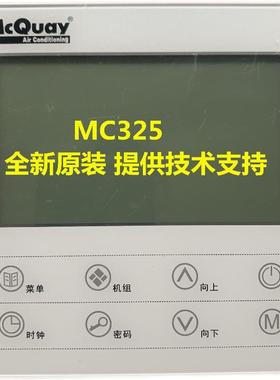 McQuay®
Air Conditioning
MC325
全新原装 提供技术支持
菜单 机组 向上
时钟 密码 向下 M